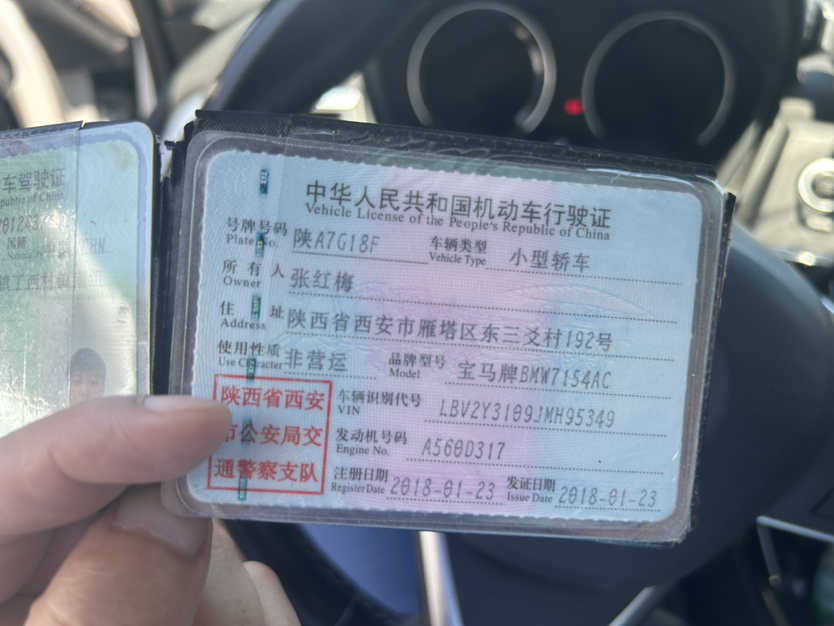 中华人民共和国机动车行驶证
Vehicle License of the People's Republic of China
号牌号码 陕A7G18F 车辆类型 小型轿车
Plate No. Vehicle Type
所有人 张红梅
Owner
住址 陕西省西安市雁塔区东三爻村192号
Address
使用性质 非营运 品牌型号 宝马牌BMW7154AC
Use Character Model
陕西省西安
市公安局交
通警察支队
车辆识别代号 LBV2Y3109JMH95349
VIN
发动机号码 A560D317
Engine No.
注册日期 2018-01-23 发证日期 2018-01-23
Register Date Issue Date
车驾驶证
国籍